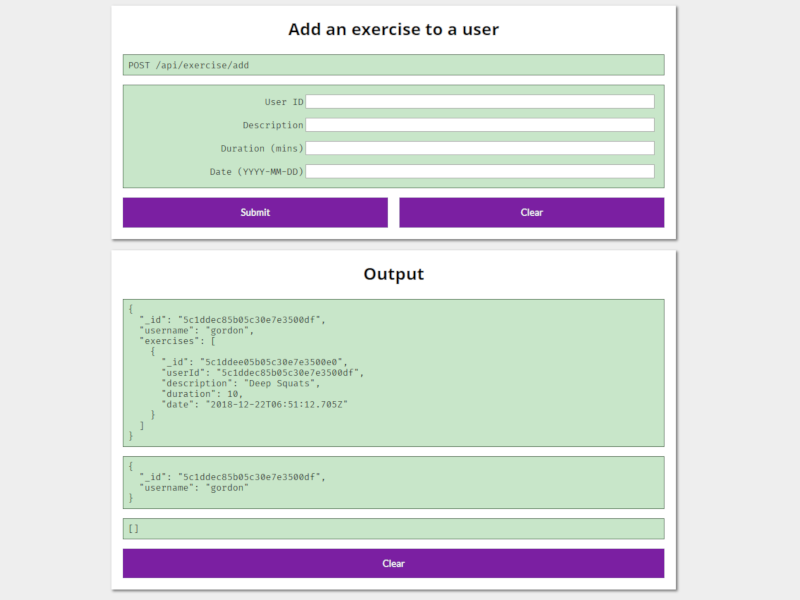 Add an exercise to a user
POST /api/exercise/add
User ID
Description
Duration (mins)
Date (YYYY-MM-DD)
Submit
Clear
Output
{
  "_id": "5c1ddec85b05c30e7e3500df",
  "username": "gordon",
  "exercises": [
    {
      "_id": "5c1ddee05b05c30e7e3500e0",
      "userId": "5c1ddec85b05c30e7e3500df",
      "description": "Deep Squats",
      "duration": 10,
      "date": "2018-12-22T06:51:12.705Z"
    }
  ]
}
{
  "_id": "5c1ddec85b05c30e7e3500df",
  "username": "gordon"
}
[]
Clear